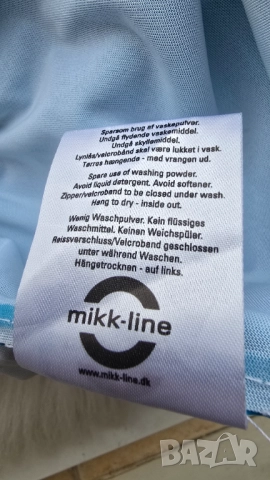 Sparsom brug af vaskepulver.
Undgå flydende vaskemiddel.
Undgå skyllemiddel.
Lynlås/velcrobånd skal være lukket i vask.
Tørres hængende - med vrangen ud.
Spare use of washing powder.
Avoid liquid detergent. Avoid softener.
Zipper/velcroband to be closed under wash.
Hang to dry - inside out.
Wenig Waschpulver. Kein flüssiges
Waschmittel. Keinen Weichspüler.
Reissverschluss/Velcroband geschlossen
unter während Waschen.
Hängetrocknen - auf links.
mikk-line
www.mikk-line.dk
BAZAR
bg